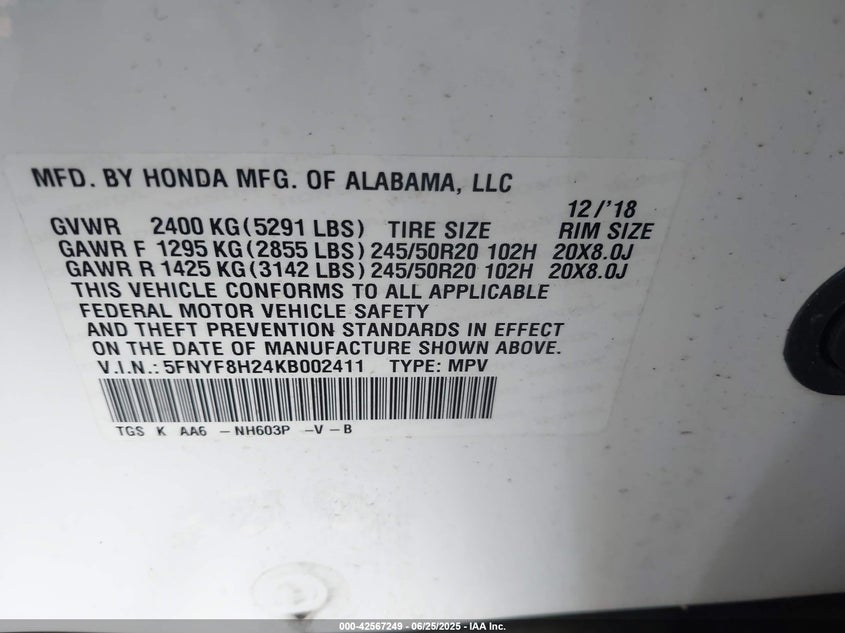 MFD. BY HONDA MFG. OF ALABAMA, LLC
12/'18
GVWR 2400 KG(5291 LBS) TIRE SIZE RIM SIZE
GAWR F 1295 KG(2855 LBS) 245/50R20 102H 20X8.0J
GAWR R 1425 KG(3142 LBS) 245/50R20 102H 20X8.0J
THIS VEHICLE CONFORMS TO ALL APPLICABLE
FEDERAL MOTOR VEHICLE SAFETY
AND THEFT PREVENTION STANDARDS IN EFFECT
ON THE DATE OF MANUFACTURE SHOWN ABOVE.
V.I.N.: 5FNYF8H24KB002411 TYPE: MPV
TGS K AA6 - NH603P -V - B
000-42567249 - 06/25/2025 - IAA Inc.